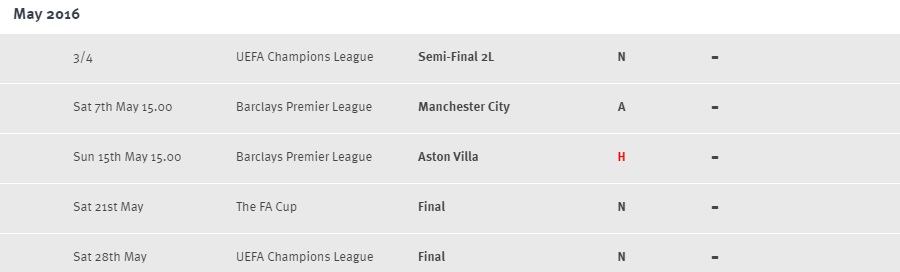 May 2016
3/4 UEFA Champions League Semi-Final 2L N -
Sat 7th May 15.00 Barclays Premier League Manchester City A -
Sun 15th May 15.00 Barclays Premier League Aston Villa H -
Sat 21st May The FA Cup Final N -
Sat 28th May UEFA Champions League Final N -